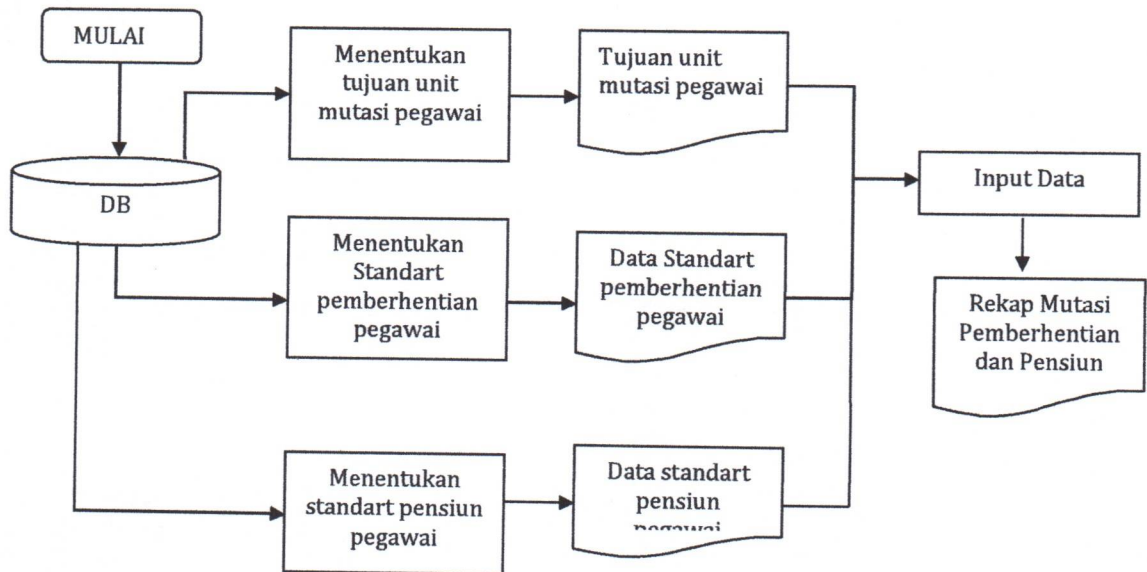 MULAI
Menentukan
tujuan unit
mutasi pegawai
Tujuan unit
mutasi pegawai
DB
Input Data
Menentukan
Standart
pemberhentian
pegawai
Data Standart
pemberhentian
pegawai
Rekap Mutasi
Pemberhentian
dan Pensiun
Menentukan
standart pensiun
pegawai
Data standart
pensiun
pegawai